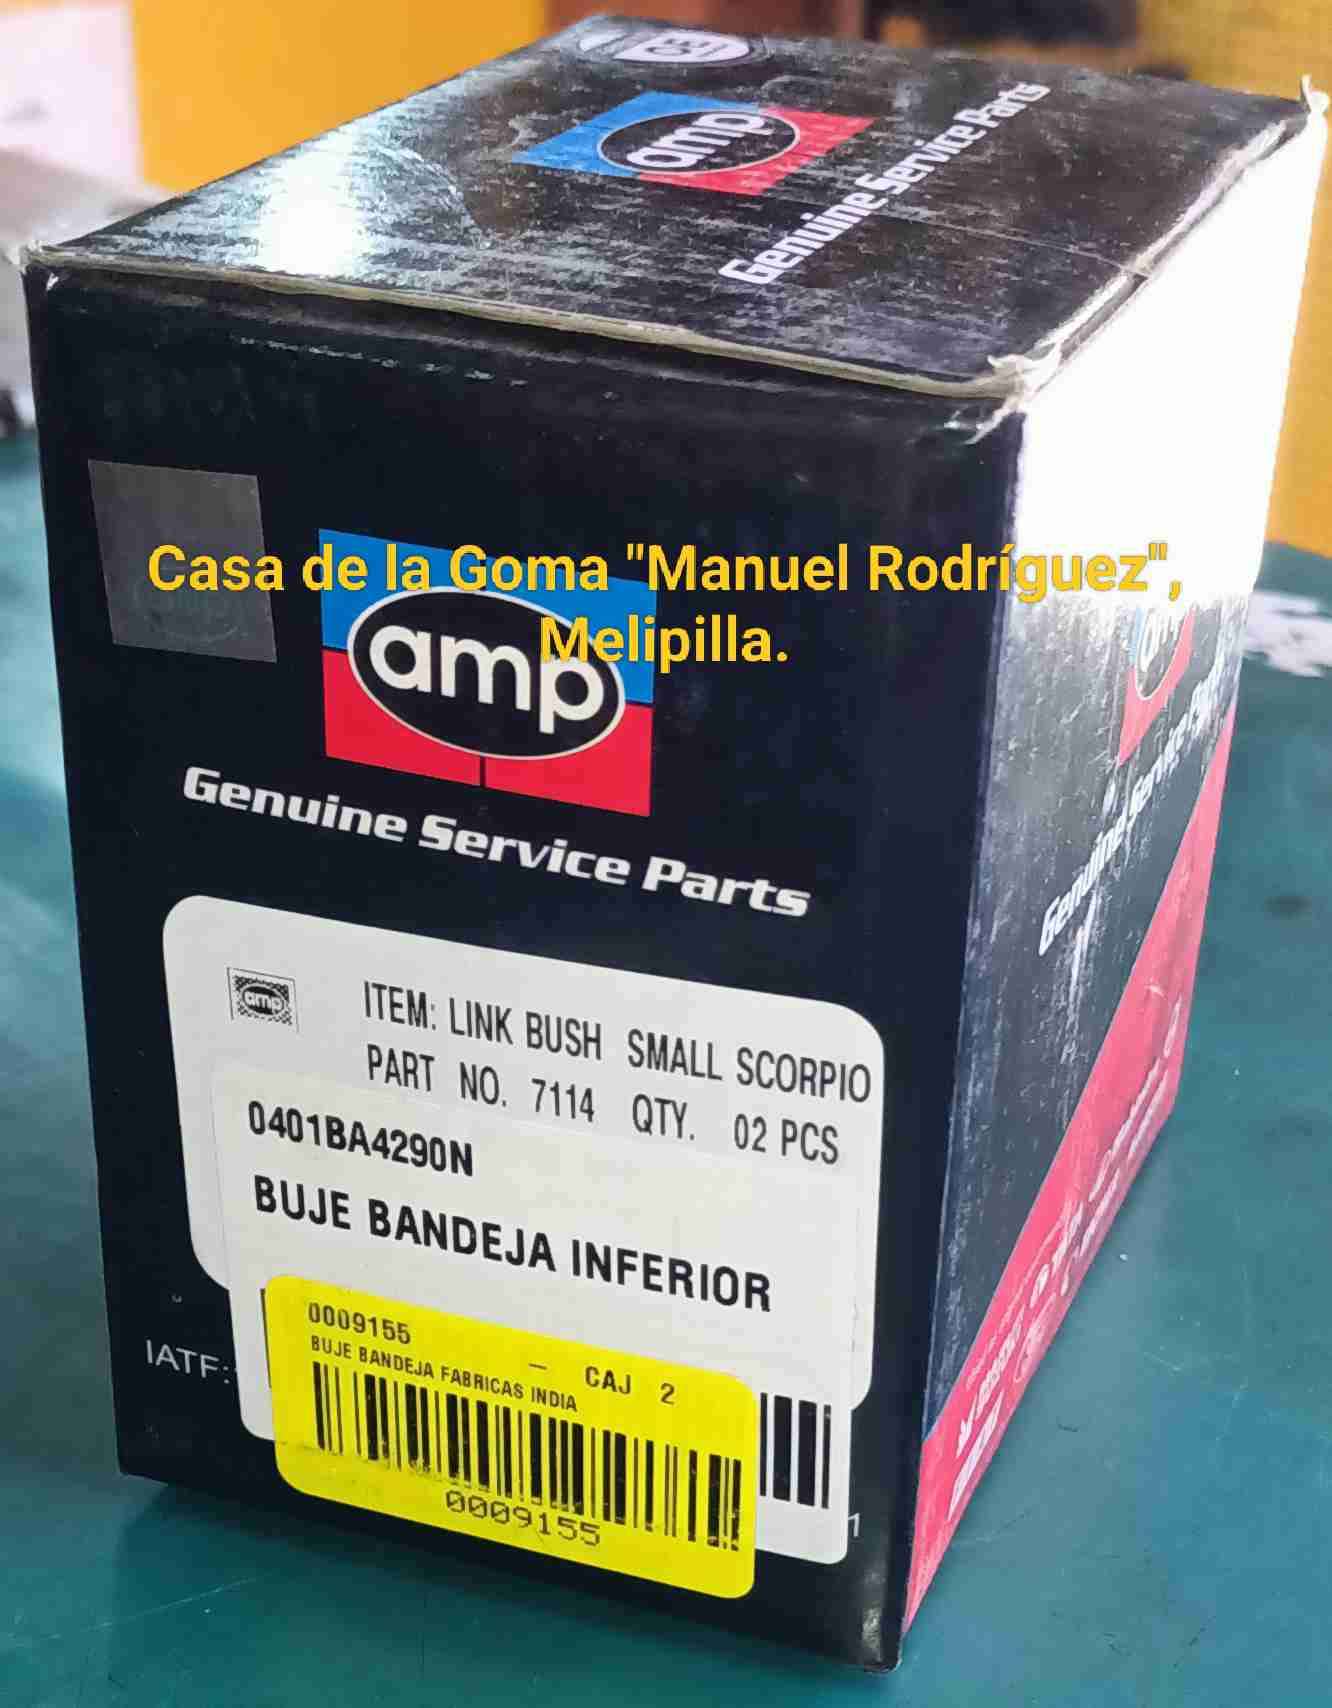 amp
Genuine Service Parts
Casa de la Goma "Manuel Rodríguez",
Melipilla.
amp
Genuine Service Parts
amp
ITEM: LINK BUSH SMALL SCORPIO
PART NO. 7114 QTY. 02 PCS
0401BA4290N
BUJE BANDEJA INFERIOR
0009155 - CAJ 2
BUJE BANDEJA FABRICAS INDIA
0009155
IATF:
Genuine Service